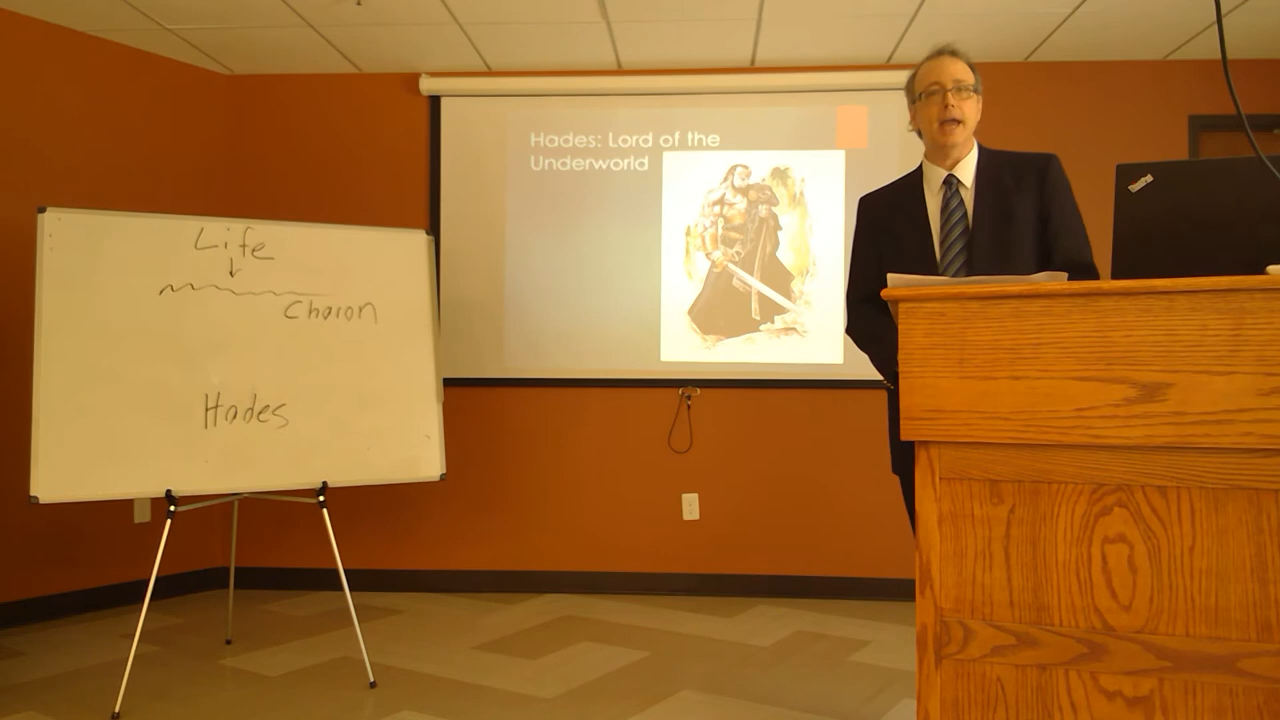 Life
Charon
Hades
Hades: Lord of the
Underworld